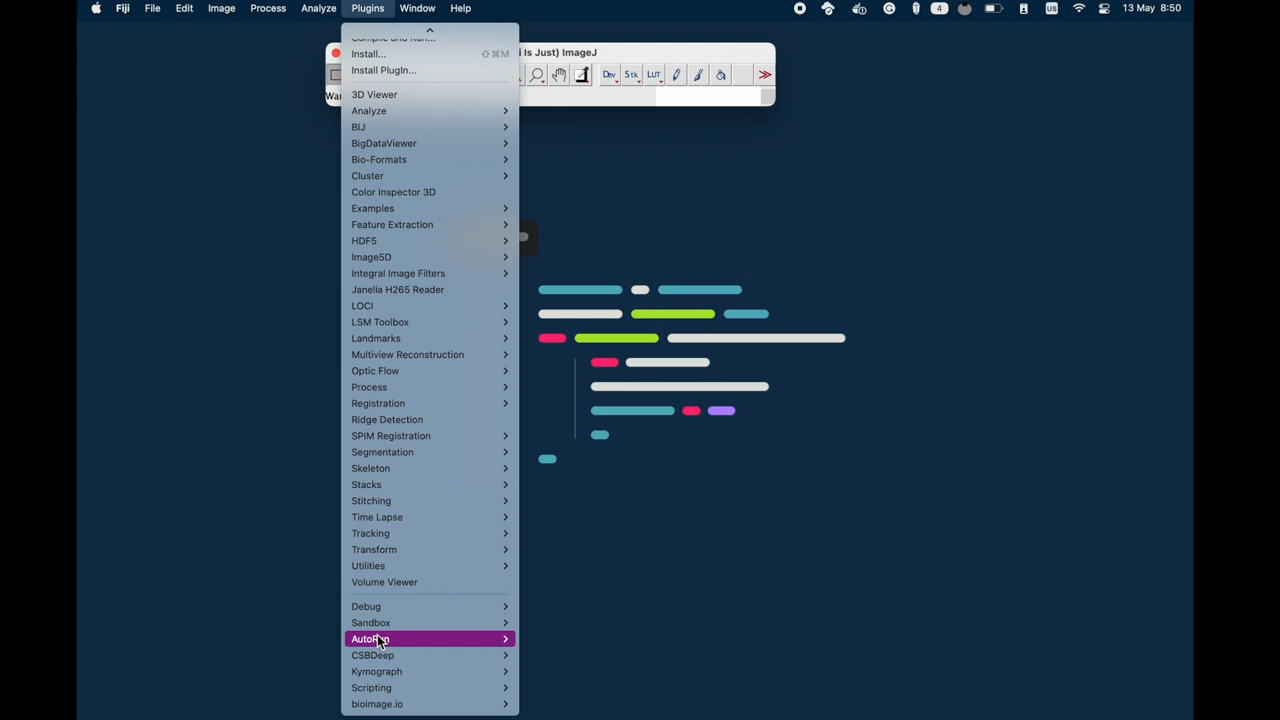 Fiji File Edit Image Process Analyze Plugins Window Help 4 US 13 May 8:50
Install... ⇧⌘M
Install PlugIn...
3D Viewer
Analyze
BIJ
BigDataViewer
Bio-Formats
Cluster
Color Inspector 3D
Examples
Feature Extraction
HDF5
Image5D
Integral Image Filters
Janelia H265 Reader
LOCI
LSM Toolbox
Landmarks
Multiview Reconstruction
Optic Flow
Process
Registration
Ridge Detection
SPIM Registration
Segmentation
Skeleton
Stacks
Stitching
Time Lapse
Tracking
Transform
Utilities
Volume Viewer
Debug
Sandbox
AutoRun
CSBDeep
Kymograph
Scripting
bioimage.io
i Is Just) ImageJ
Dev Stk LUT